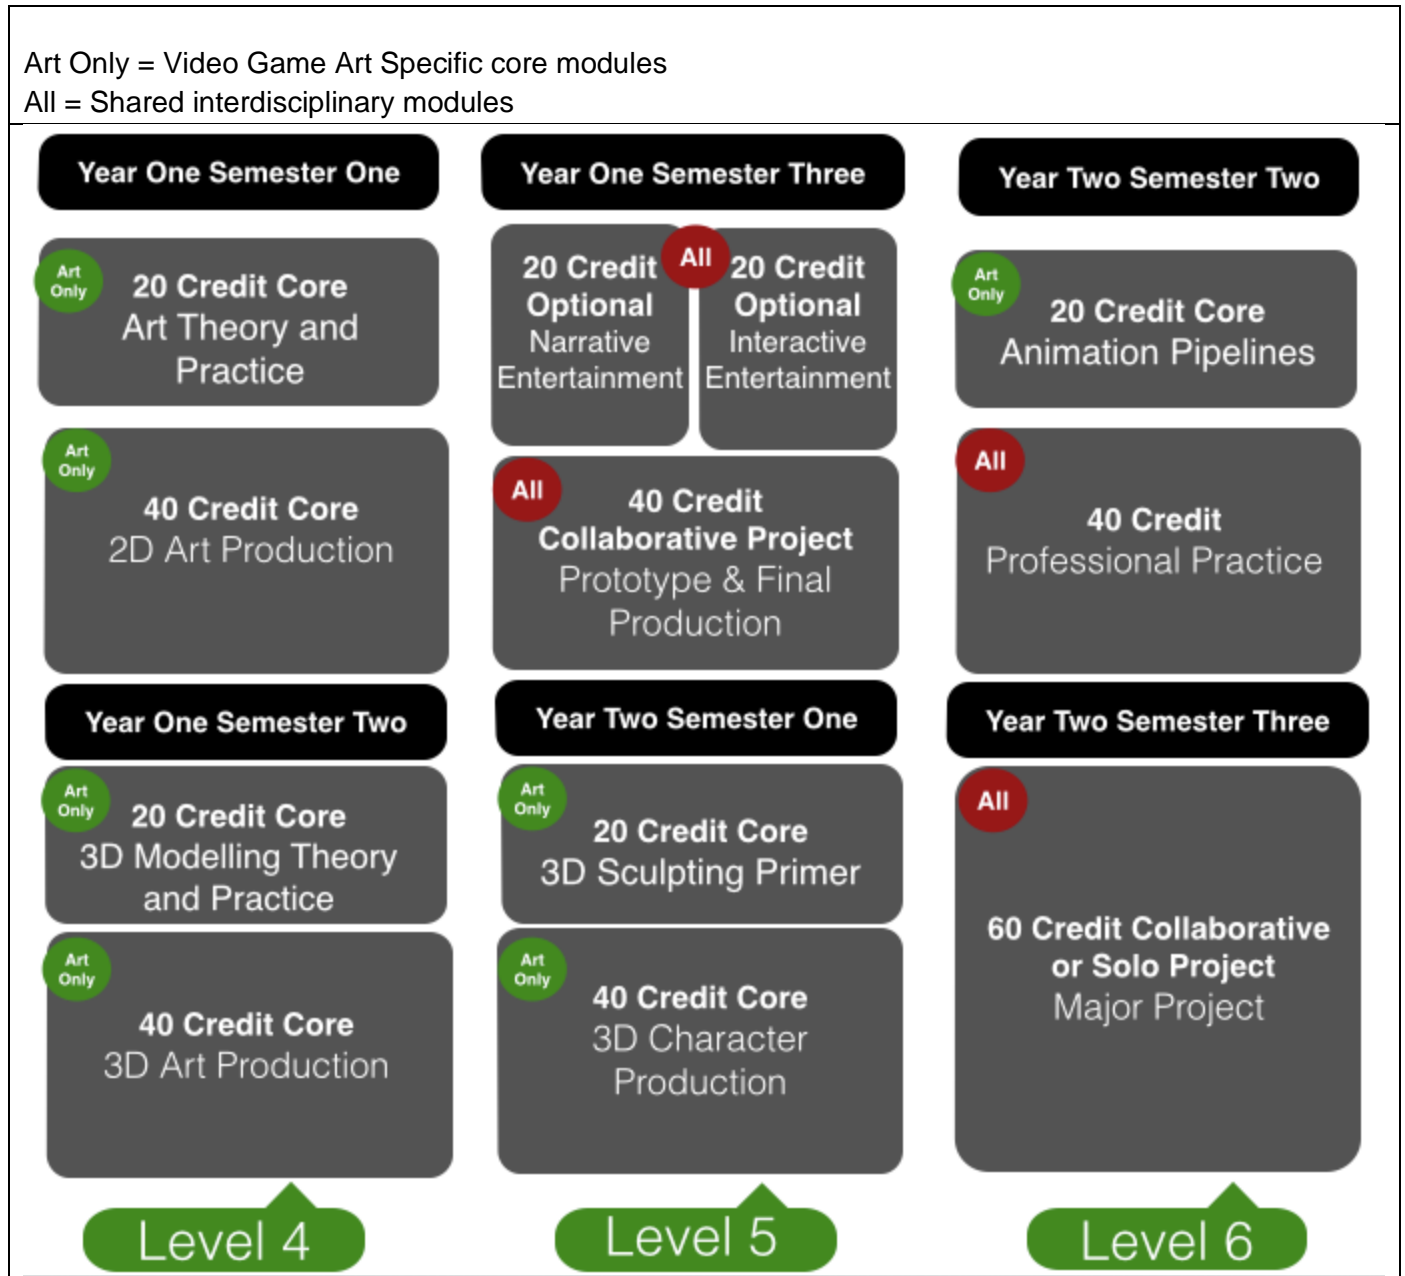 Art Only = Video Game Art Specific core modules
All = Shared interdisciplinary modules
Year One Semester One
Art
Only
20 Credit Core
Art Theory and
Practice
Art
Only
40 Credit Core
2D Art Production
Year One Semester Two
Art
Only
20 Credit Core
3D Modelling Theory
and Practice
Art
Only
40 Credit Core
3D Art Production
Level 4
Year One Semester Three
All
20 Credit
Optional
Narrative
Entertainment
20 Credit
Optional
Interactive
Entertainment
All
40 Credit
Collaborative Project
Prototype & Final
Production
Year Two Semester One
Art
Only
20 Credit Core
3D Sculpting Primer
Art
Only
40 Credit Core
3D Character
Production
Level 5
Year Two Semester Two
Art
Only
20 Credit Core
Animation Pipelines
All
40 Credit
Professional Practice
Year Two Semester Three
All
60 Credit Collaborative
or Solo Project
Major Project
Level 6